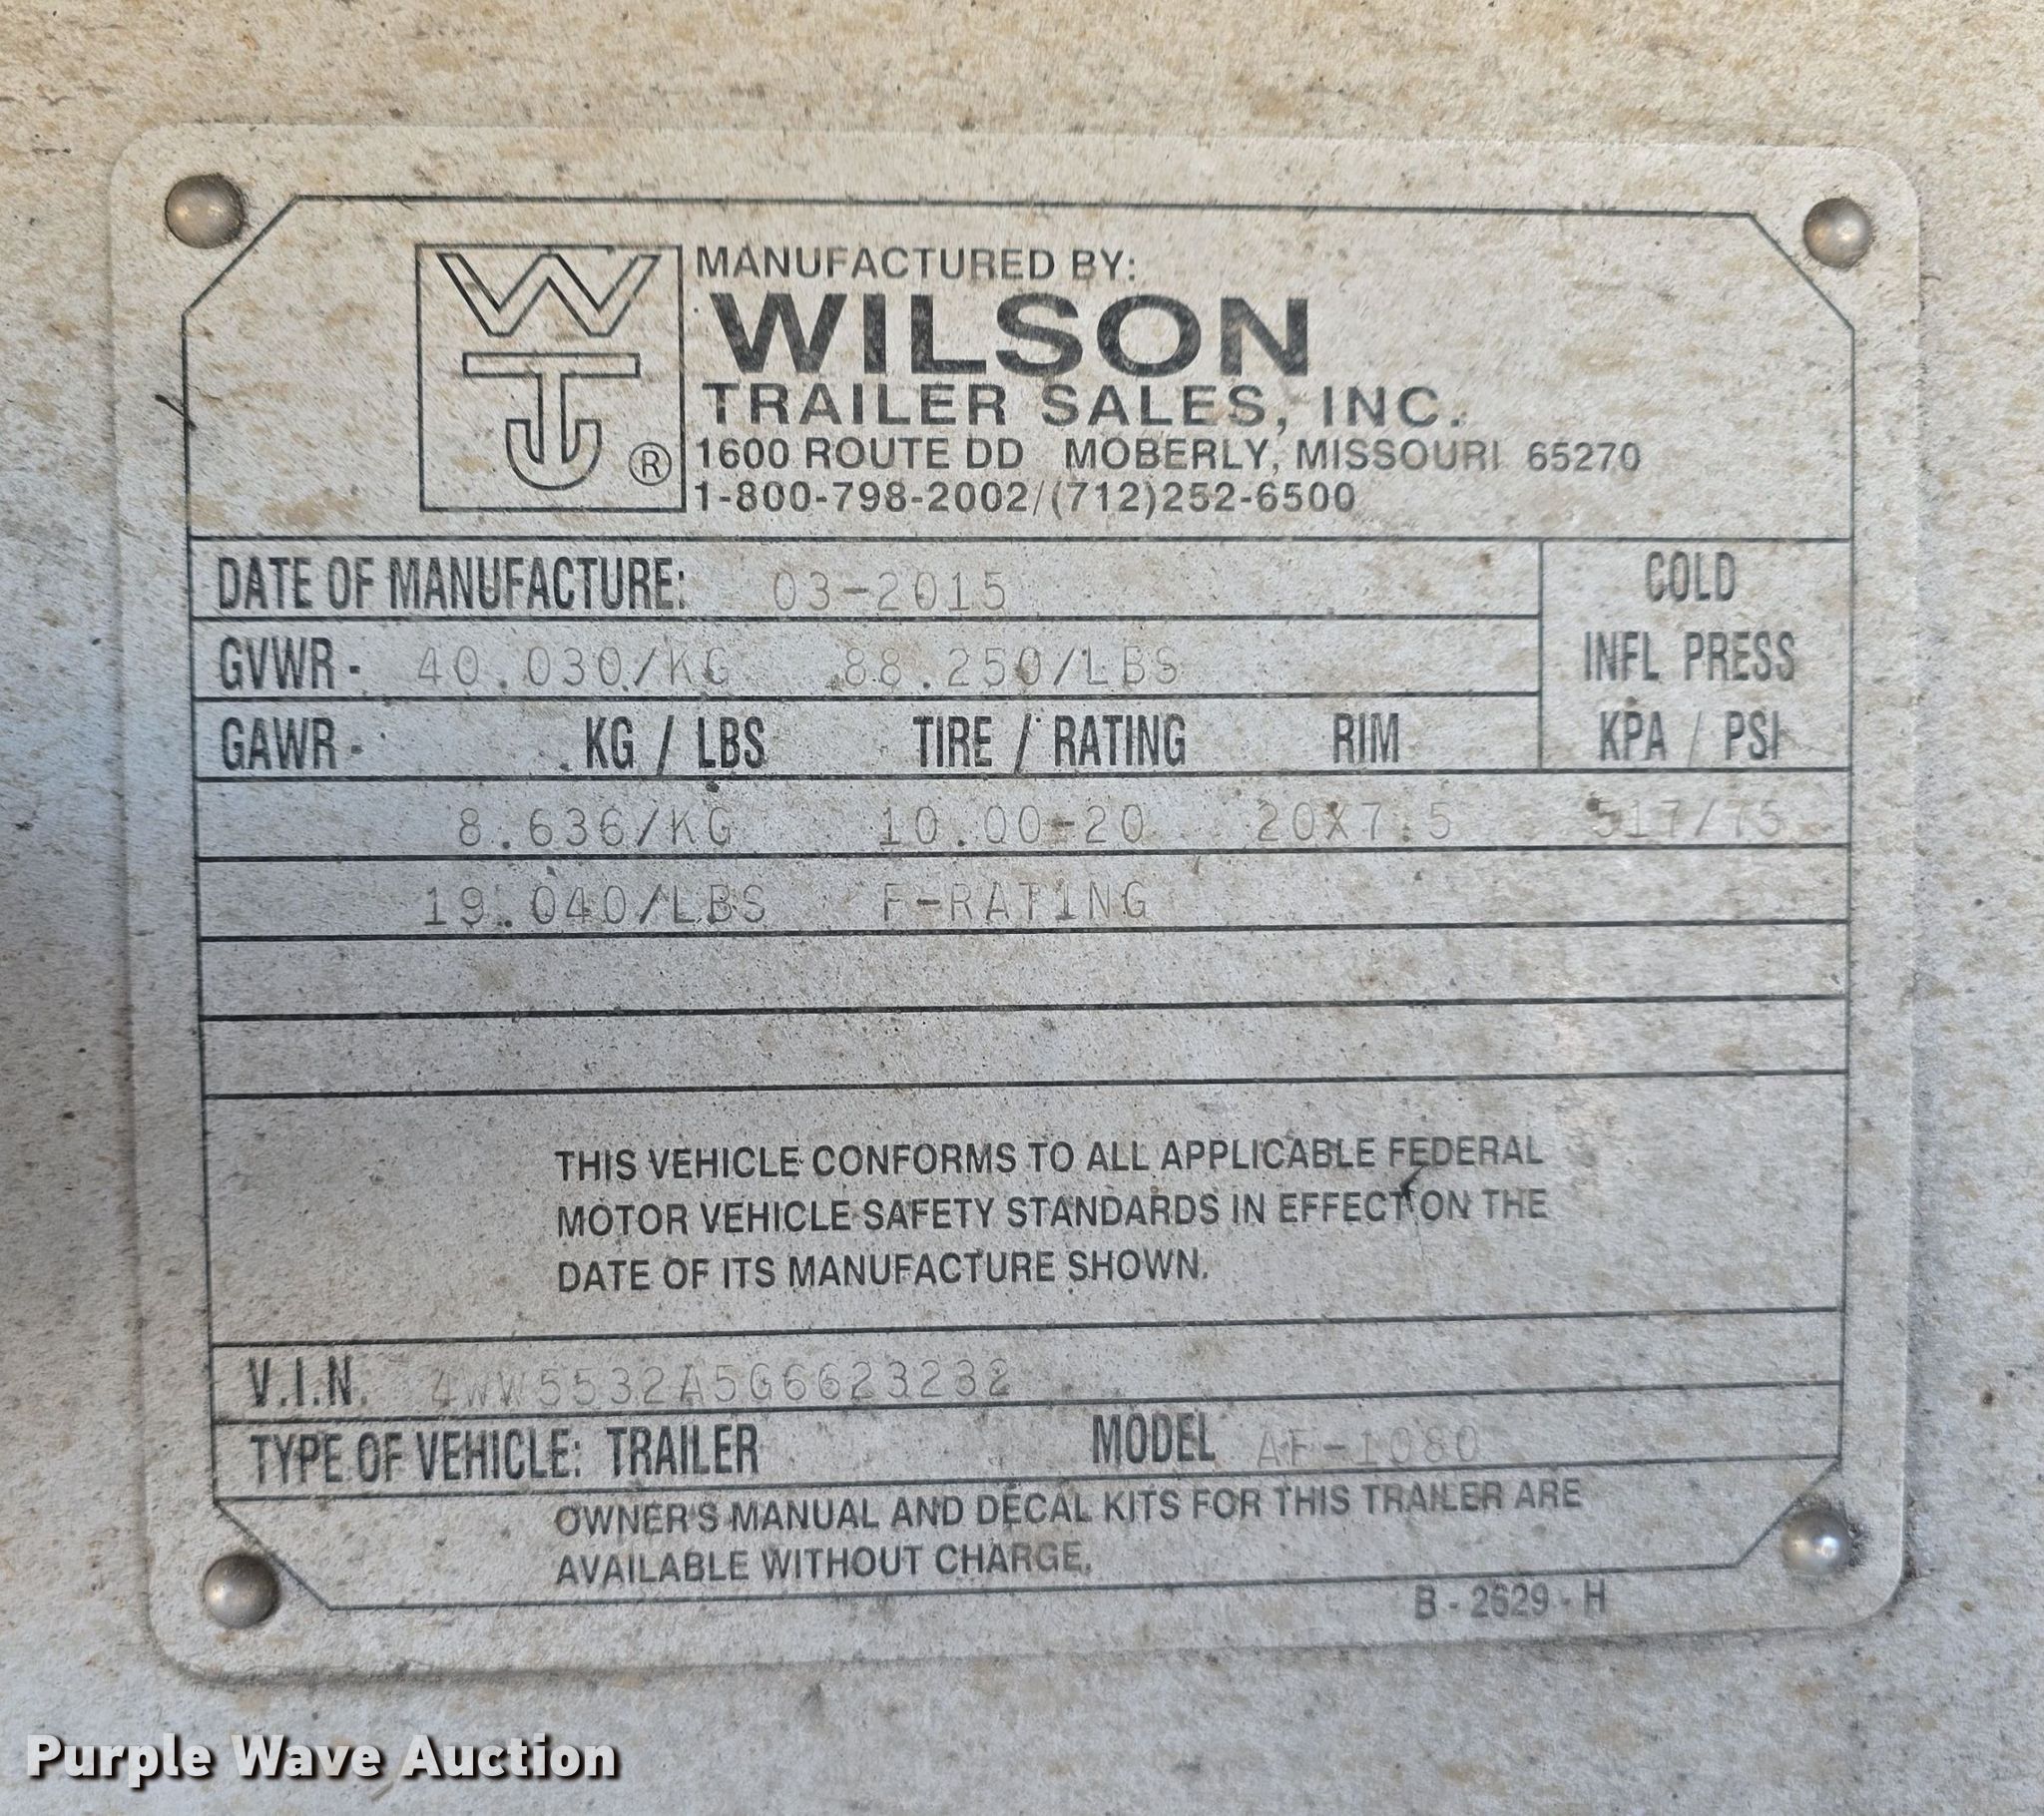 WTJ®
MANUFACTURED BY:
WILSON
TRAILER SALES, INC.
1600 ROUTE DD MOBERLY, MISSOURI 65270
1-800-798-2002/(712)252-6500
DATE OF MANUFACTURE: 03-2015
GVWR - 40.030/KG 88.250/LBS
COLD
INFL PRESS
GAWR - KG / LBS TIRE / RATING RIM KPA / PSI
8.636/KG 10.00-20 20X7.5 517/75
19.040/LBS F-RATING
THIS VEHICLE CONFORMS TO ALL APPLICABLE FEDERAL
MOTOR VEHICLE SAFETY STANDARDS IN EFFECT ON THE
DATE OF ITS MANUFACTURE SHOWN.
V.I.N. 4WW5532A5G6623232
TYPE OF VEHICLE: TRAILER MODEL AF-1080
OWNER'S MANUAL AND DECAL KITS FOR THIS TRAILER ARE
AVAILABLE WITHOUT CHARGE.
B - 2629 - H
Purple Wave Auction